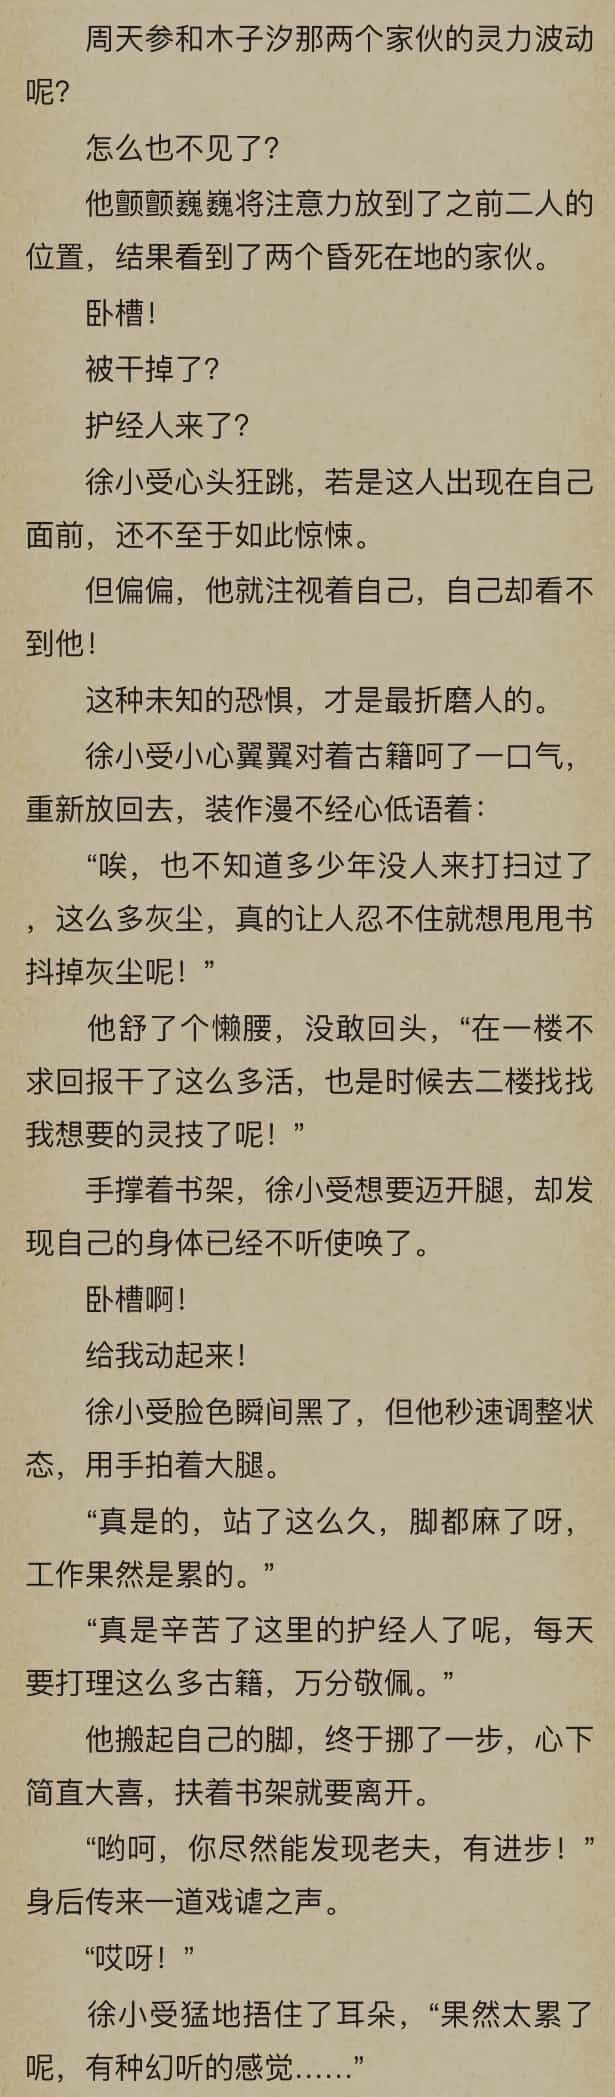 周天参和木子汐那两个家伙的灵力波动
呢？
怎么也不见了？
他颤颤巍巍将注意力放到了之前二人的
位置，结果看到了两个昏死在地的家伙。
卧槽！
被干掉了？
护经人来了？
徐小受心头狂跳，若是这人出现在自己
面前，还不至于如此惊悚。
但偏偏，他就注视着自己，自己却看不
到他！
这种未知的恐惧，才是最折磨人的。
徐小受小心翼翼对着古籍呵了一口气，
重新放回去，装作漫不经心低语着：
“唉，也不知道多少年没人来打扫过了
，这么多灰尘，真的让人忍不住就想甩甩书
抖掉灰尘呢！”
他舒了个懒腰，没敢回头，“在一楼不
求回报干了这么多活，也是时候去二楼找找
我想要的灵技了呢！”
手撑着书架，徐小受想要迈开腿，却发
现自己的身体已经不听使唤了。
卧槽啊！
给我动起来！
徐小受脸色瞬间黑了，但他秒速调整状
态，用手拍着大腿。
“真是的，站了这么久，脚都麻了呀，
工作果然是累的。”
“真是辛苦了这里的护经人了呢，每天
要打理这么多古籍，万分敬佩。”
他搬起自己的脚，终于挪了一步，心下
简直大喜，扶着书架就要离开。
“哟呵，你尽然能发现老夫，有进步！”
身后传来一道戏谑之声。
“哎呀！”
徐小受猛地捂住了耳朵，“果然太累了
呢，有种幻听的感觉……”